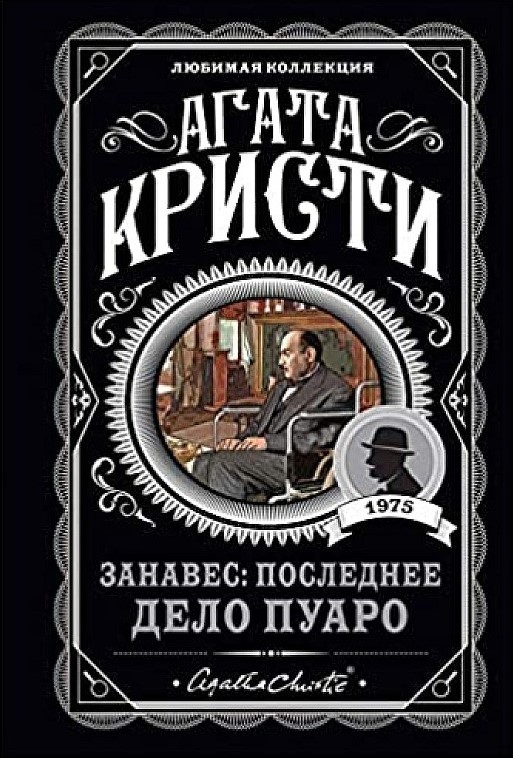 ЛЮБИМАЯ КОЛЛЕКЦИЯ
АГАТА
КРИСТИ
1975
ЗАНАВЕС: ПОСЛЕДНЕЕ
ДЕЛО ПУАРО
Agatha Christie®